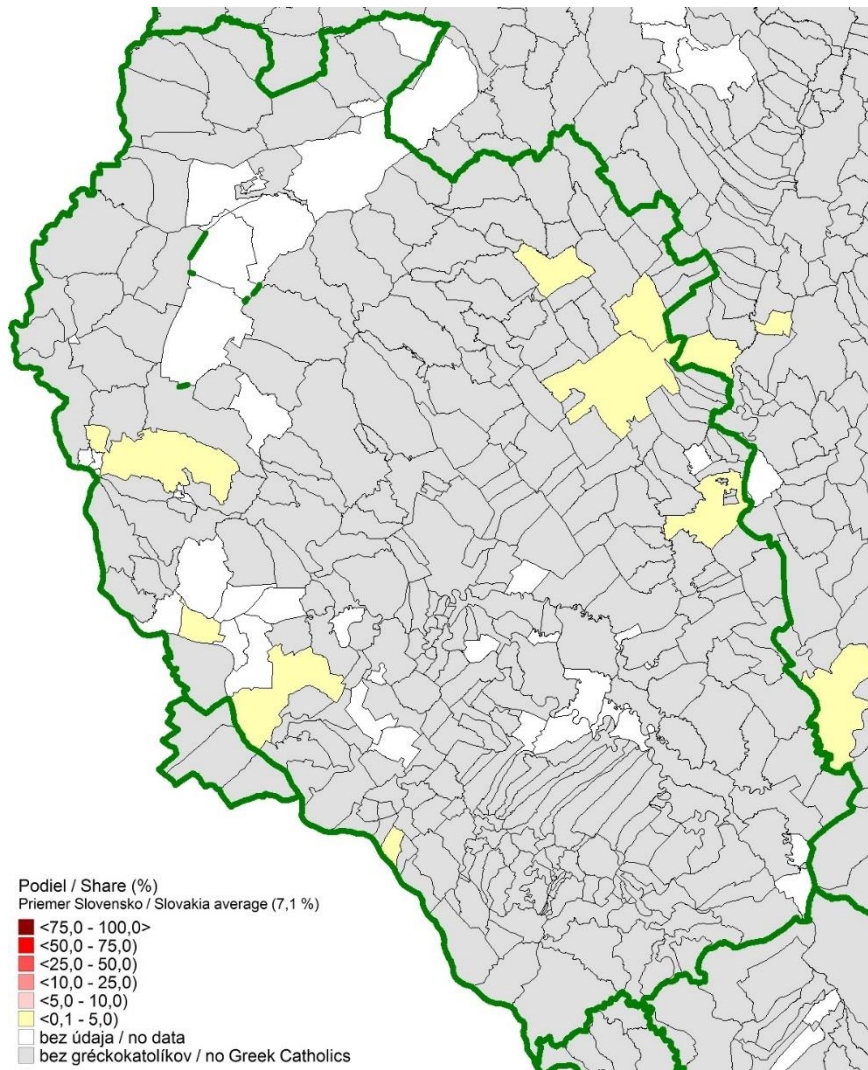 Podiel / Share (%)
Priemer Slovensko / Slovakia average (7,1 %)
<75,0 - 100,0>
<50,0 - 75,0)
<25,0 - 50,0)
<10,0 - 25,0)
<5,0 - 10,0)
<0,1 - 5,0)
bez údaja / no data
bez gréckokatolíkov / no Greek Catholics